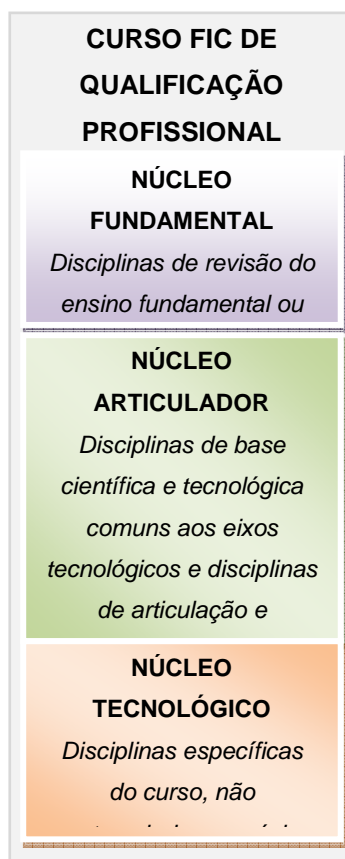 CURSO FIC DE
QUALIFICAÇÃO
PROFISSIONAL
NÚCLEO
FUNDAMENTAL
Disciplinas de revisão do
ensino fundamental ou
NÚCLEO
ARTICULADOR
Disciplinas de base
científica e tecnológica
comuns aos eixos
tecnológicos e disciplinas
de articulação e
NÚCLEO
TECNOLÓGICO
Disciplinas específicas
do curso, não